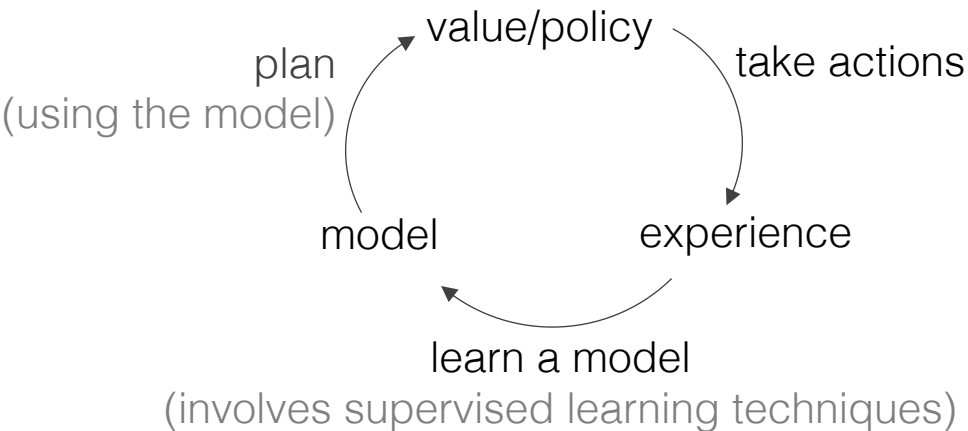 value/policy
take actions
plan
(using the model)
model
experience
learn a model
(involves supervised learning techniques)